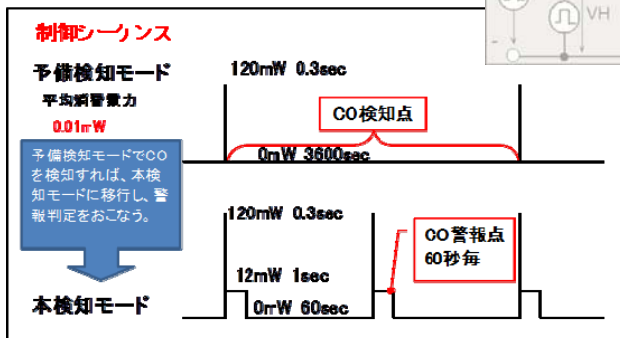 制御シーケンス
VH
予備検知モード
120mW 0.3sec
平均消費電力
0.01mW
CO検知点
0mW 3600sec
予備検知モードでCO
を検知すれば、本検
知モードに移行し、警
報判定をおこなう。
120mW 0.3sec
CO警報点
60秒毎
12mW 1sec
0mW 60sec
本検知モード